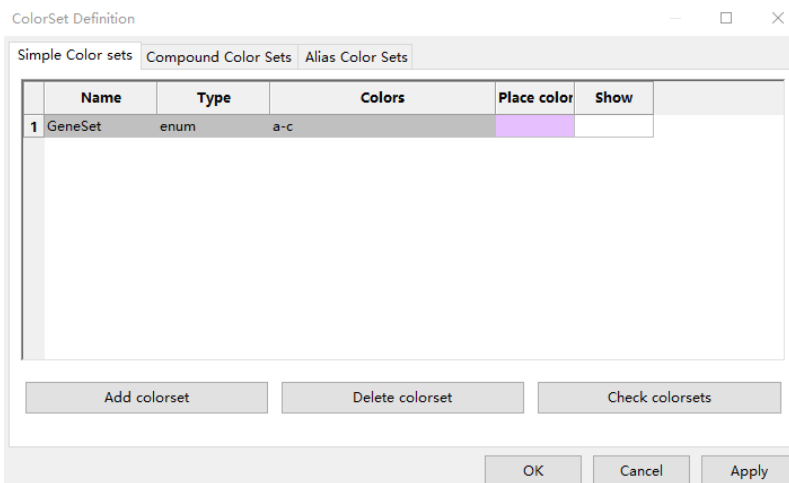 ColorSet Definition
Simple Color sets Compound Color Sets Alias Color Sets
Name Type Colors Place color Show
1 GeneSet enum a-c
Add colorset Delete colorset Check colorsets
OK Cancel Apply